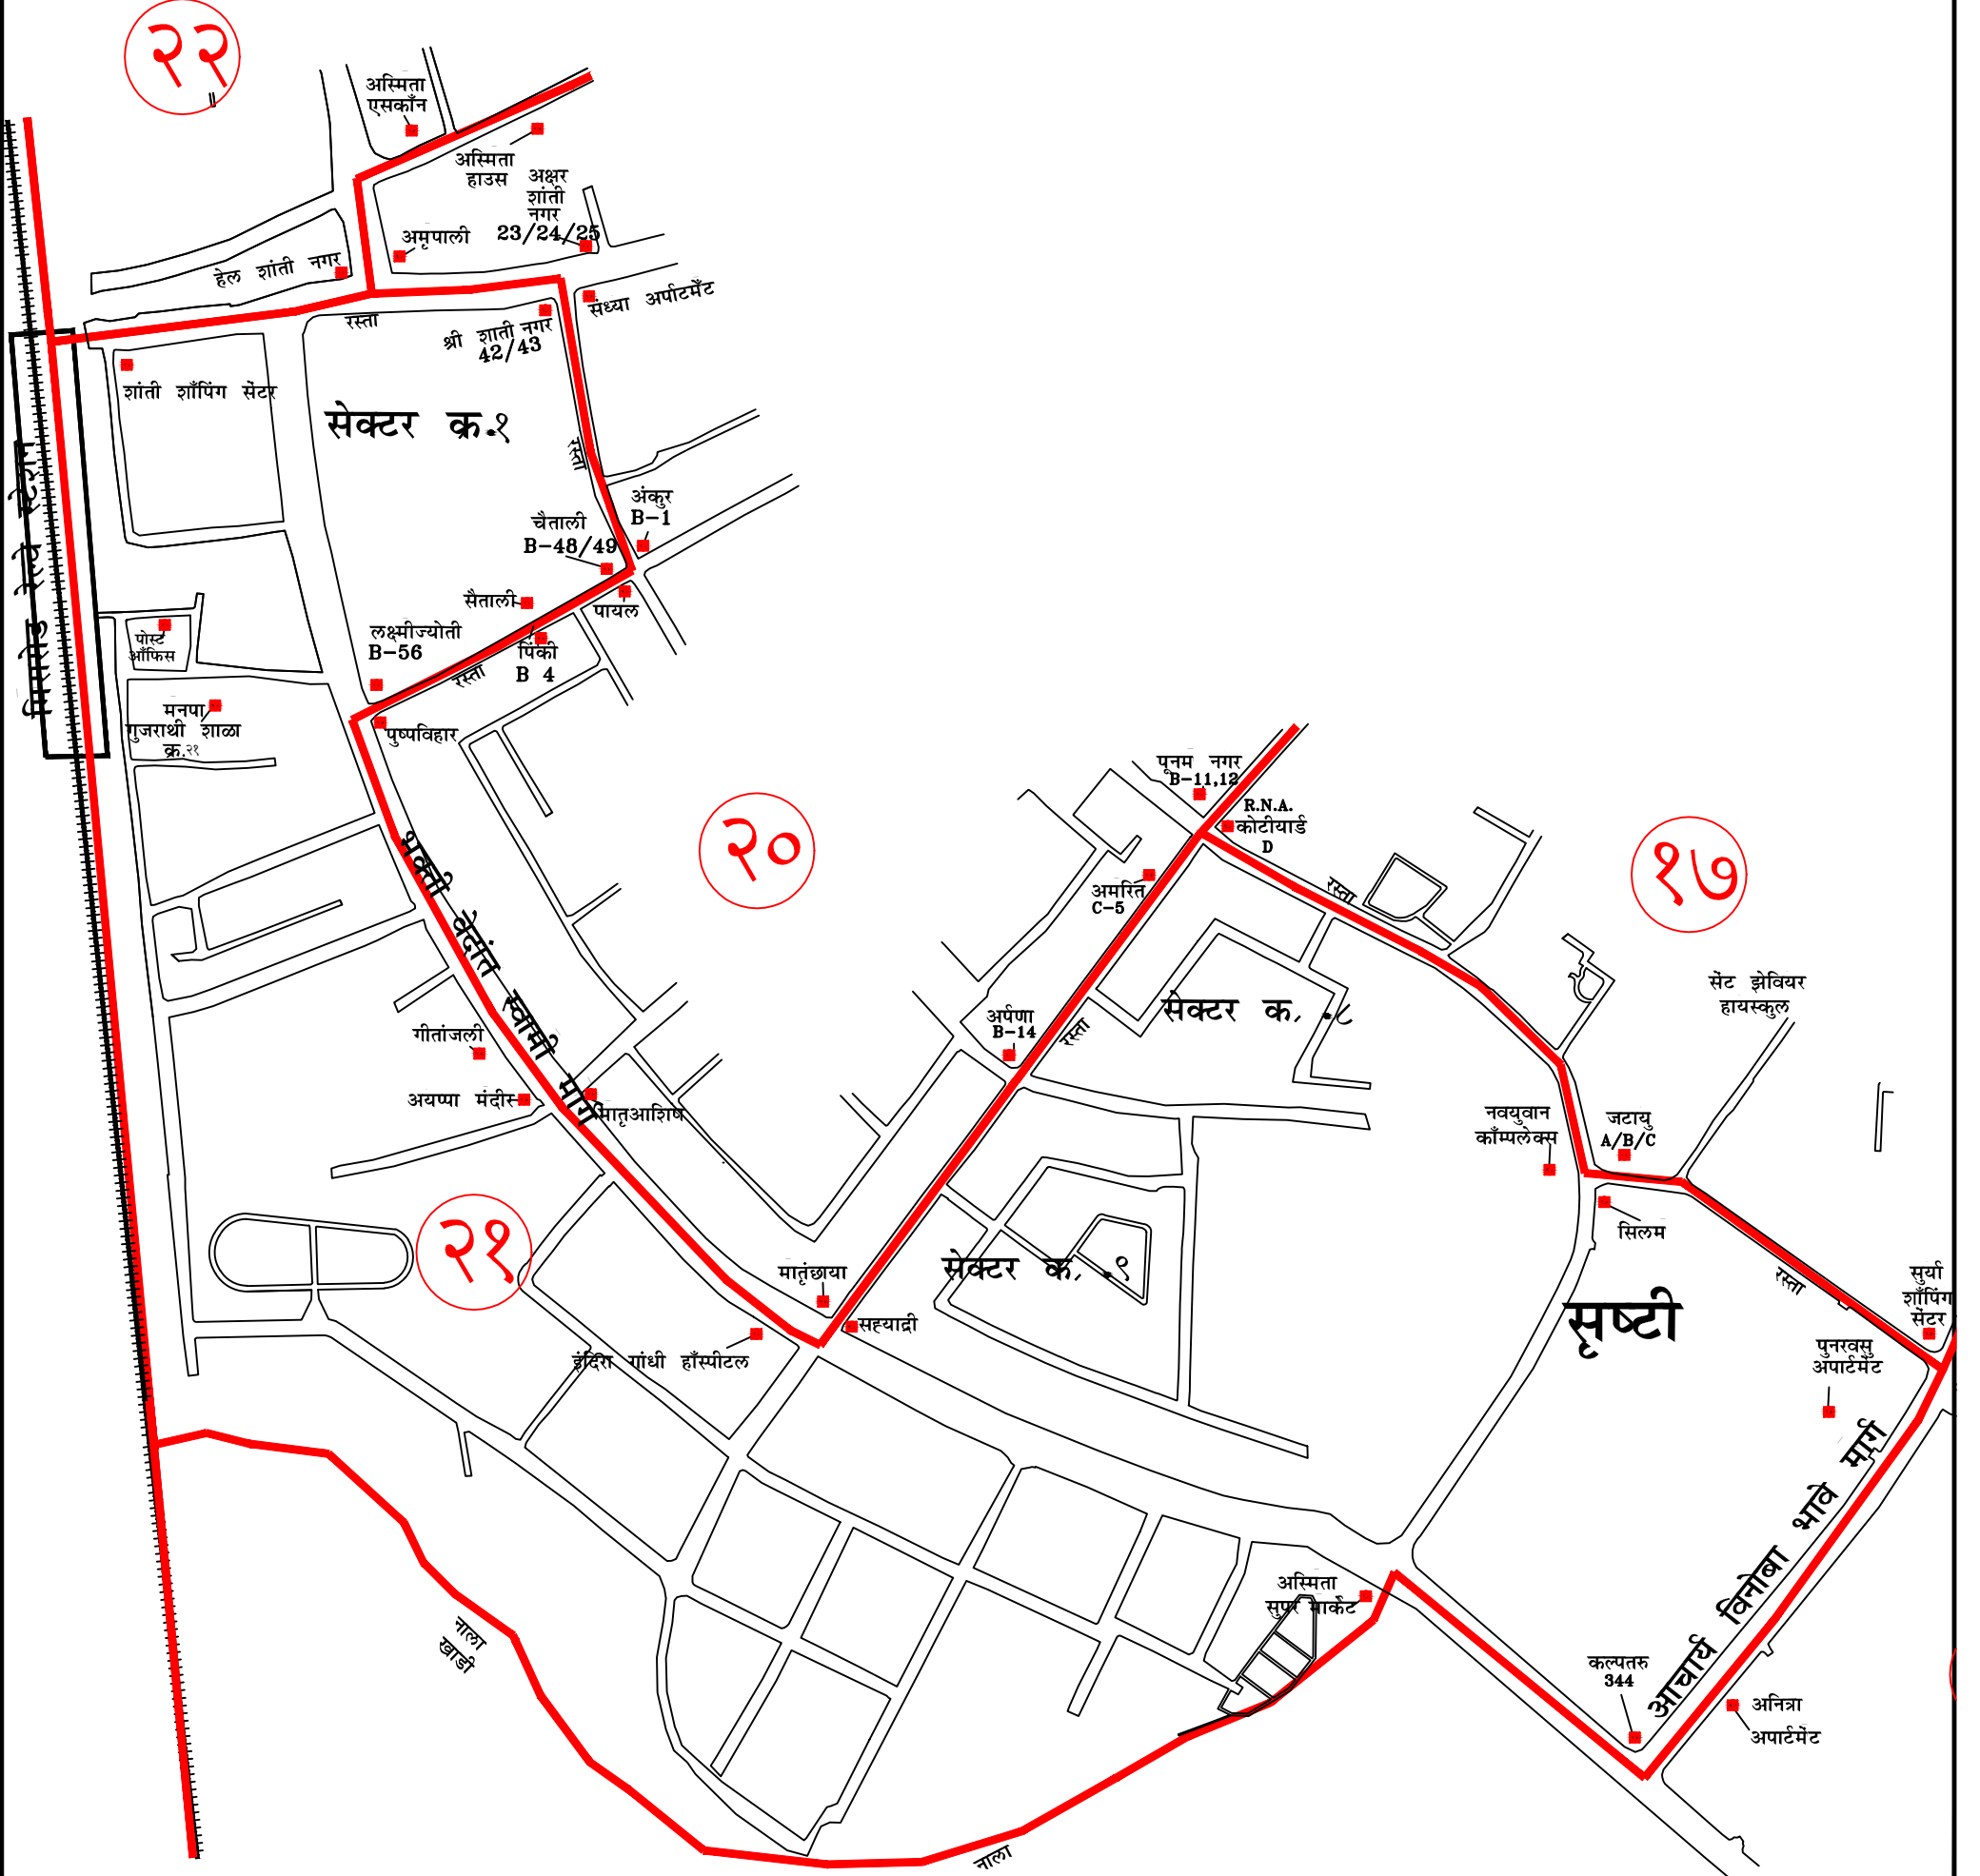 २२
अस्मिता
एसकॉन
अस्मिता
हाउस
अक्षर
शांती
नगर
23/24/25
अमृपाली
हेल शांती नगर
संध्या अर्पाटमेंट
रस्ता
श्री शाती नगर
42/43
शांती शॉपिंग सेंटर
सेक्टर क्र.१
रस्ता
अंकुर
B-1
चैताली
B-48/49
सैताली
पायल
लक्ष्मीज्योती
B-56
पिंकी
B 4
रस्ता
पोस्ट
ऑफिस
मनपा
गुजराथी शाळा
क्र.२१
पुष्पविहार
पूनम नगर
B-11,12
R.N.A.
कोटीयार्ड
D
२०
१७
भक्ती वेदांत स्वामी मार्ग
अमरित
C-5
रस्ता
सेंट झेवियर
हायस्कुल
सेक्टर क. .८
अर्पणा
B-14
रस्ता
गीतांजली
अयप्पा मंदीर
मातृआशिष
नवयुवान
कॉम्पलेक्स
जटायु
A/B/C
सिलम
२१
सेक्टर क. .९
मातृंछाया
सह्याद्री
इंदिरा गांधी हॉस्पीटल
रस्ता
सुर्या
शॉपिंग
सेंटर
सृष्टी
पुनरवसु
अपार्टमेंट
आचार्य विनोबा भावे मार्ग
अस्मिता
सुपर मार्केट
नाला
खाडी
कल्पतरु
344
अनित्रा
अपार्टमेंट
नाला